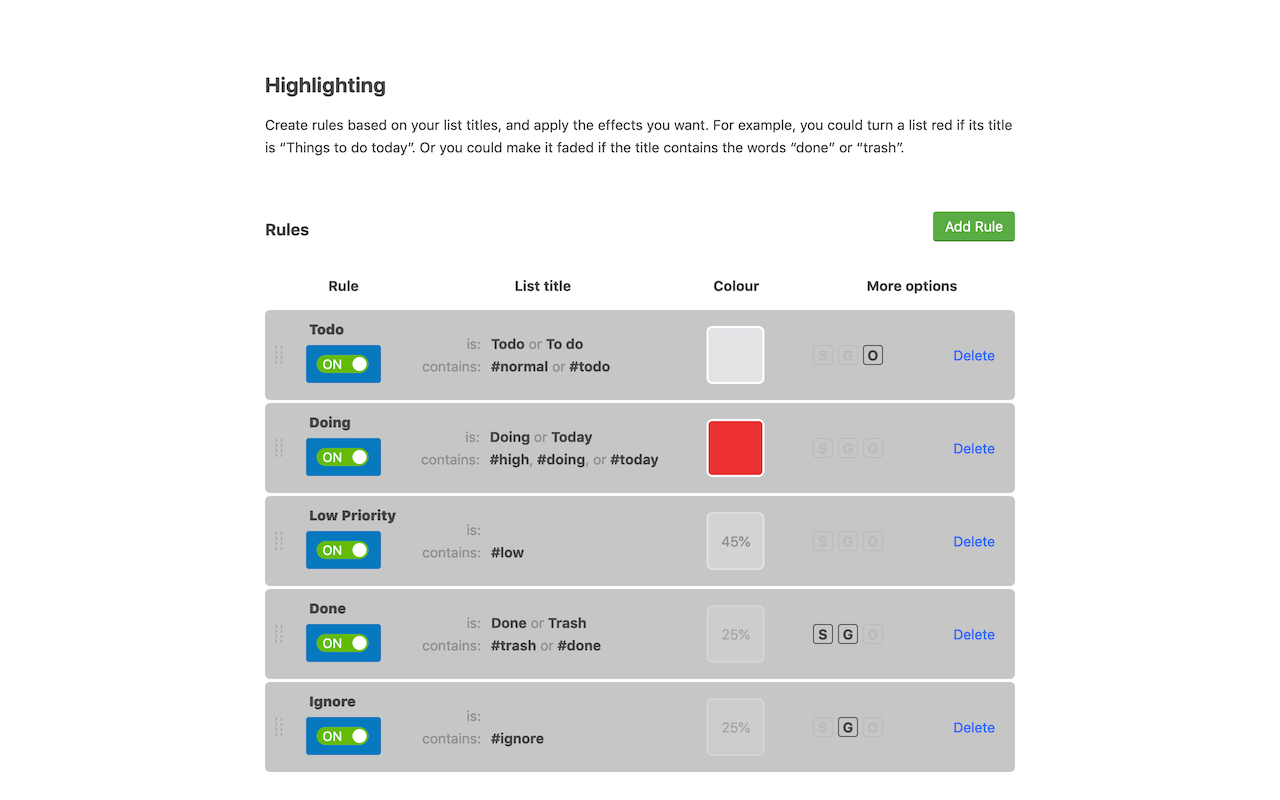 Highlighting
Create rules based on your list titles, and apply the effects you want. For example, you could turn a list red if its title
is “Things to do today”. Or you could make it faded if the title contains the words “done” or “trash”.
Rules
Add Rule
Rule List title Colour More options
Todo
ON
is: Todo or To do
contains: #normal or #todo
S G O
Delete
Doing
ON
is: Doing or Today
contains: #high, #doing, or #today
S G O
Delete
Low Priority
ON
is:
contains: #low
45%
S G O
Delete
Done
ON
is: Done or Trash
contains: #trash or #done
25%
S G O
Delete
Ignore
ON
is:
contains: #ignore
25%
S G O
Delete